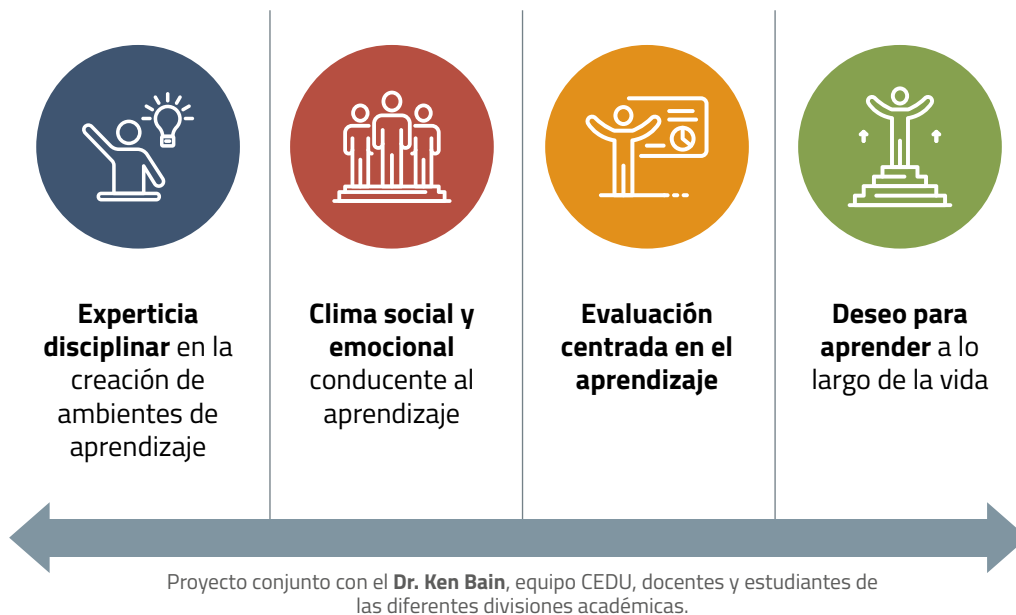 Experticia
disciplinar en la
creación de
ambientes de
aprendizaje
Clima social y
emocional
conducente al
aprendizaje
Evaluación
centrada en el
aprendizaje
Deseo para
aprender a lo
largo de la vida
Proyecto conjunto con el Dr. Ken Bain, equipo CEDU, docentes y estudiantes de
las diferentes divisiones académicas.